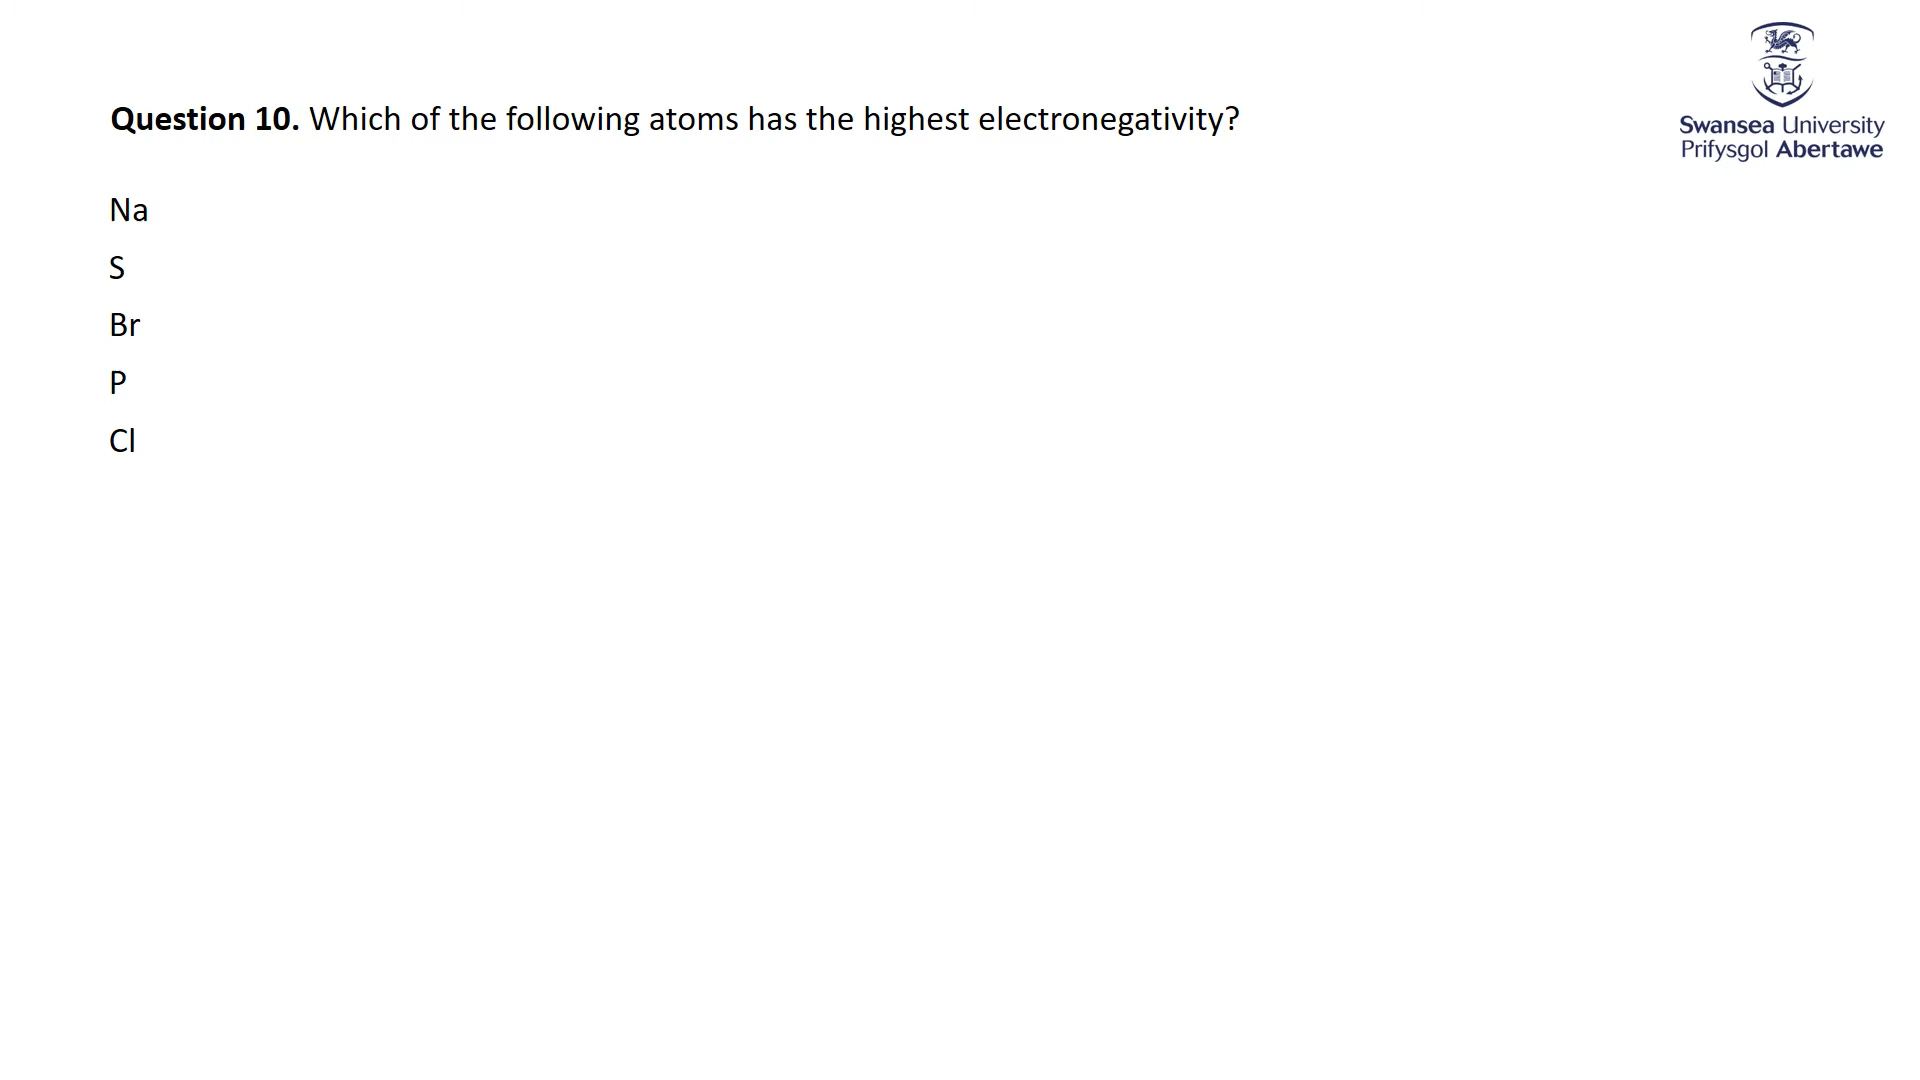 Swansea University
Prifysgol Abertawe
Question 10. Which of the following atoms has the highest electronegativity?
Na
S
Br
P
Cl